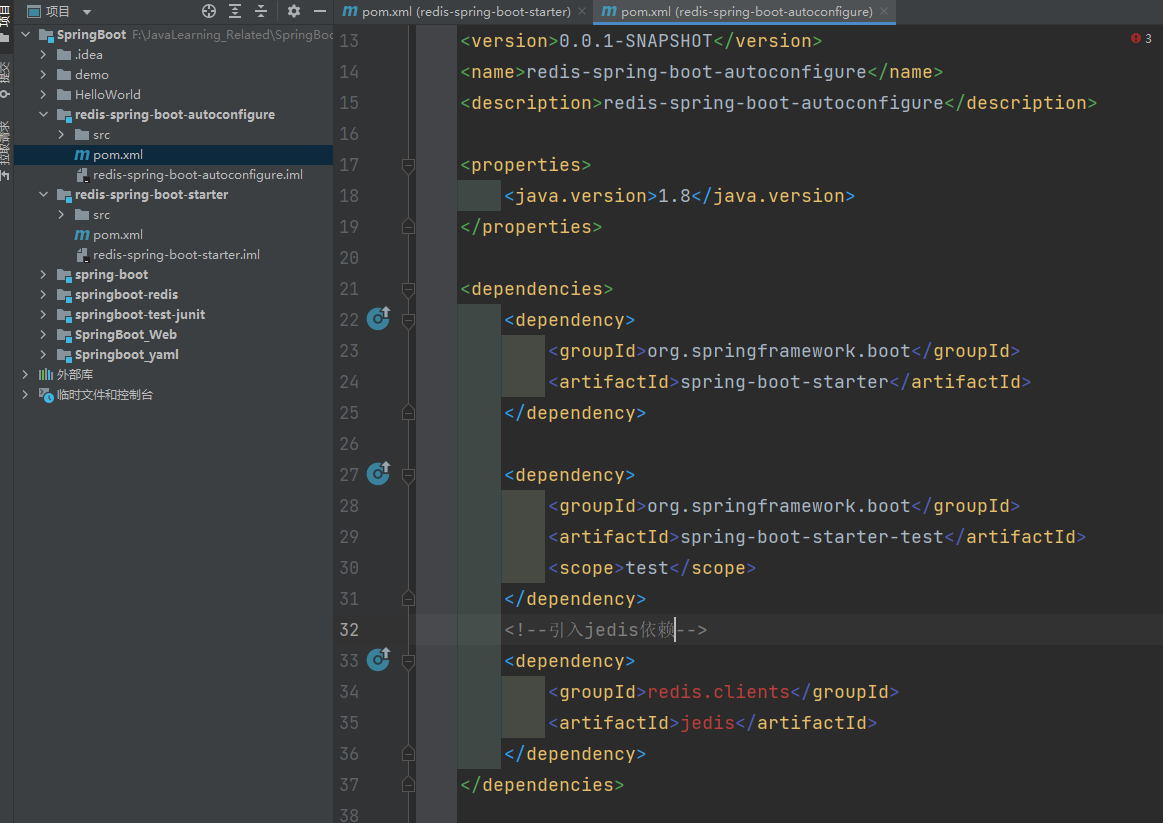 项目
提交
拉取请求
项目
SpringBoot F:\JavaLearning_Related\SpringBoo
.idea
demo
HelloWorld
redis-spring-boot-autoconfigure
src
pom.xml
redis-spring-boot-autoconfigure.iml
redis-spring-boot-starter
src
pom.xml
redis-spring-boot-starter.iml
spring-boot
springboot-redis
springboot-test-junit
SpringBoot_Web
Springboot_yaml
外部库
临时文件和控制台
pom.xml (redis-spring-boot-starter)
pom.xml (redis-spring-boot-autoconfigure)
3
13 <version>0.0.1-SNAPSHOT</version>
14 <name>redis-spring-boot-autoconfigure</name>
15 <description>redis-spring-boot-autoconfigure</description>
16
17 <properties>
18 <java.version>1.8</java.version>
19 </properties>
20
21 <dependencies>
22 <dependency>
23 <groupId>org.springframework.boot</groupId>
24 <artifactId>spring-boot-starter</artifactId>
25 </dependency>
26
27 <dependency>
28 <groupId>org.springframework.boot</groupId>
29 <artifactId>spring-boot-starter-test</artifactId>
30 <scope>test</scope>
31 </dependency>
32 <!--引入jedis依赖-->
33 <dependency>
34 <groupId>redis.clients</groupId>
35 <artifactId>jedis</artifactId>
36 </dependency>
37 </dependencies>
38